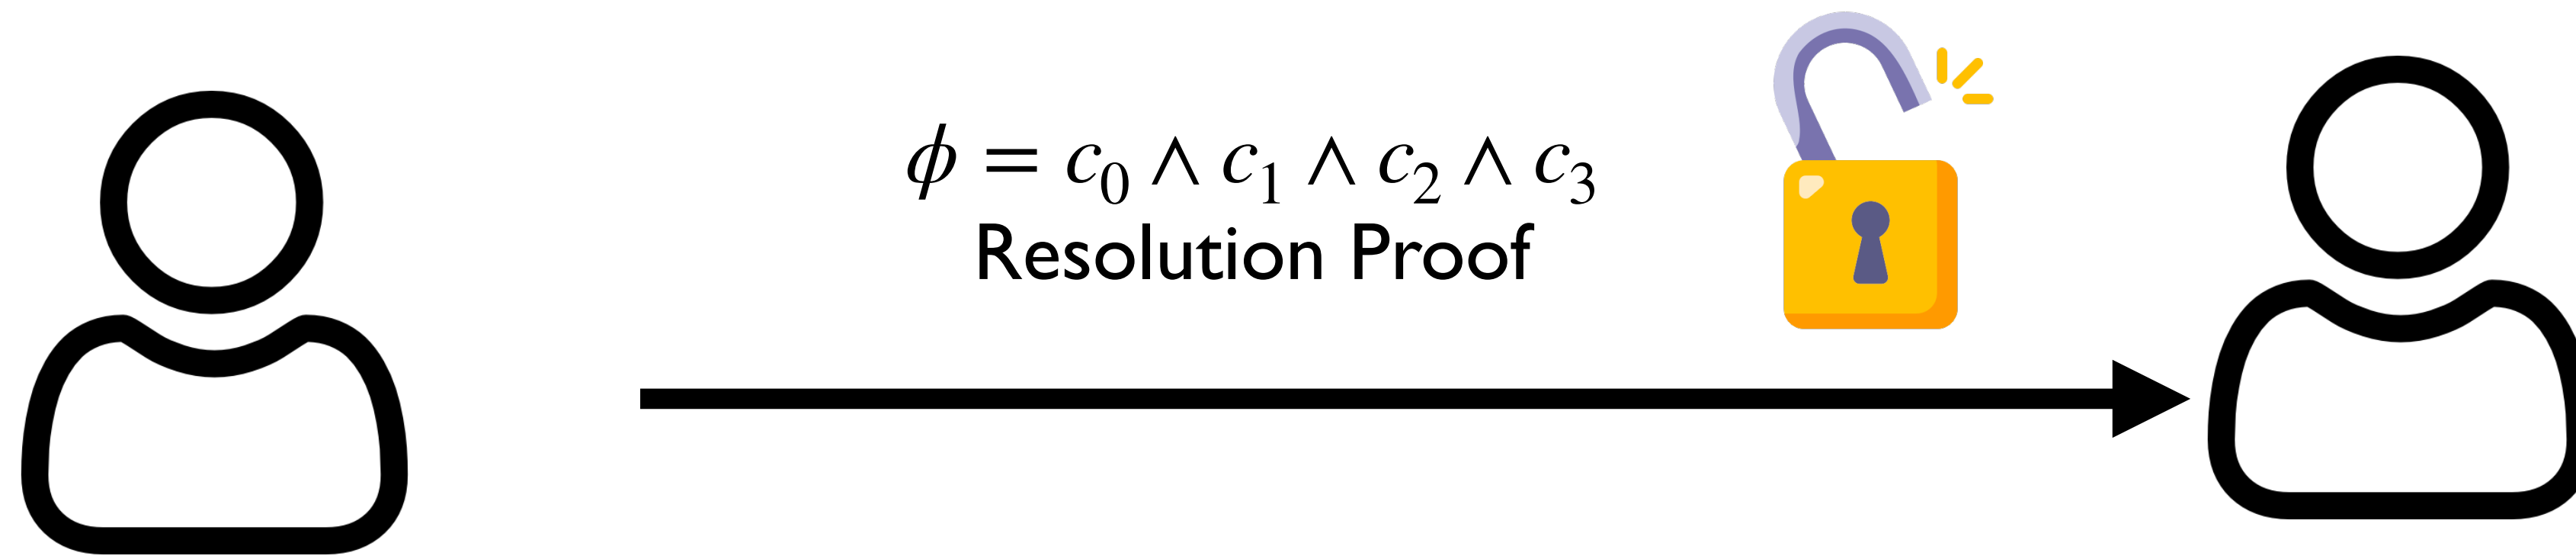 ϕ = c₀ ∧ c₁ ∧ c₂ ∧ c₃
Resolution Proof